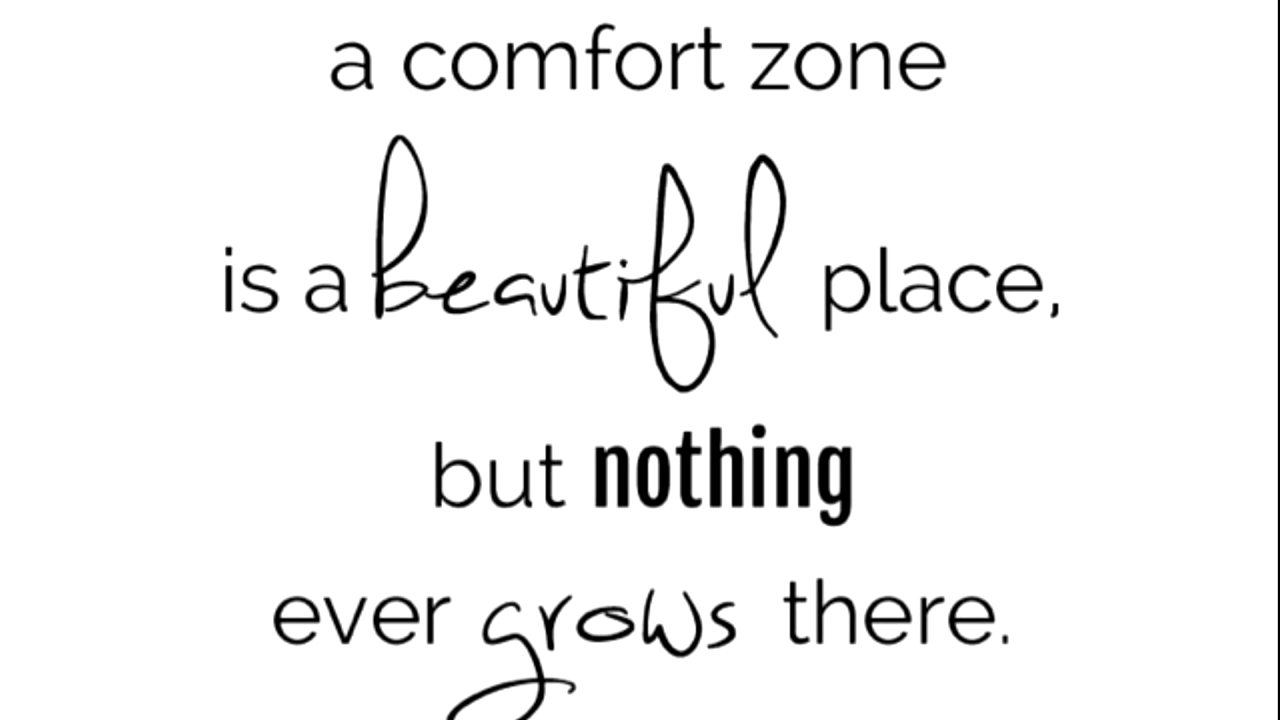 a comfort zone
is a beautiful place,
but nothing
ever grows there.